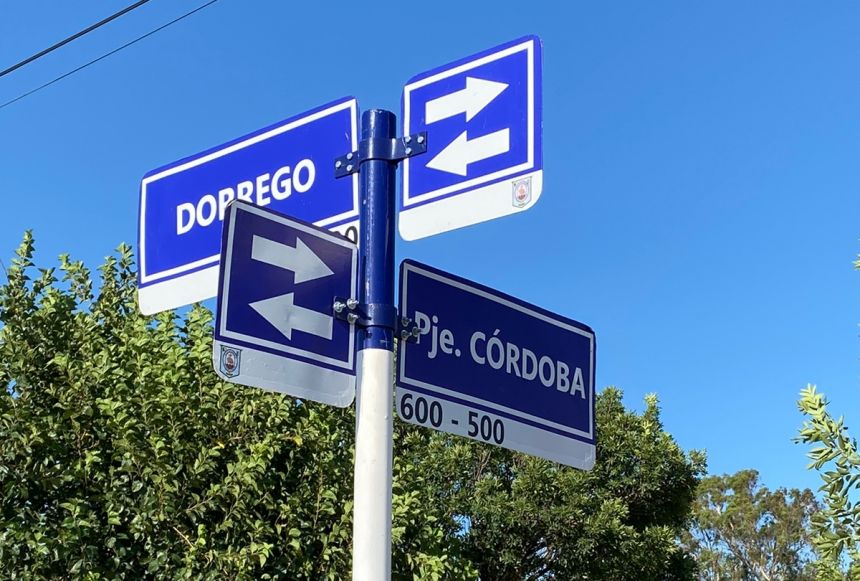 DORREGO
Pje. CÓRDOBA
600 - 500